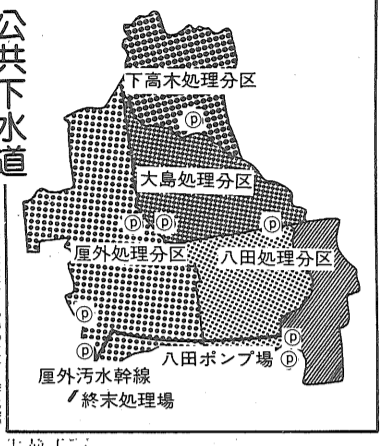 公共下水道
下高木処理分区
ⓟ
大島処理分区
ⓟ ⓟ ⓟ
厘外処理分区
八田処理分区
ⓟ
ⓟ
八田ポンプ場
ⓟ
ⓟ
厘外汚水幹線
終末処理場